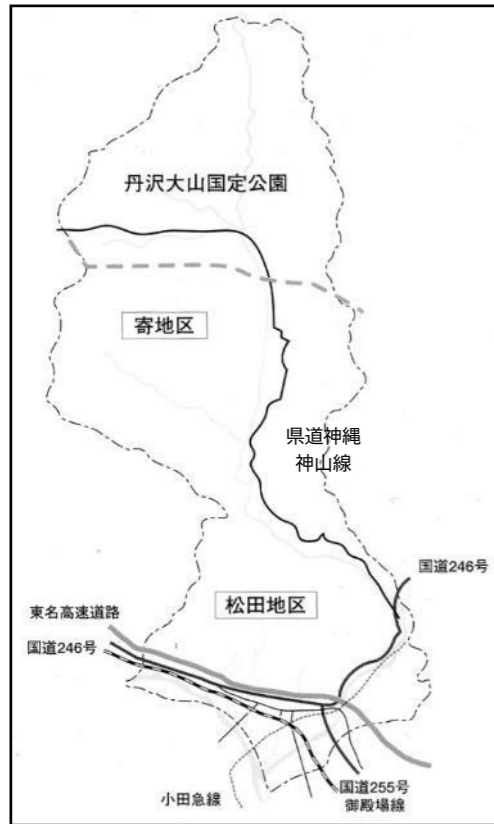 丹沢大山国定公園
寄地区
県道神縄
神山線
国道246号
松田地区
東名高速道路
国道246号
国道255号
小田急線
御殿場線